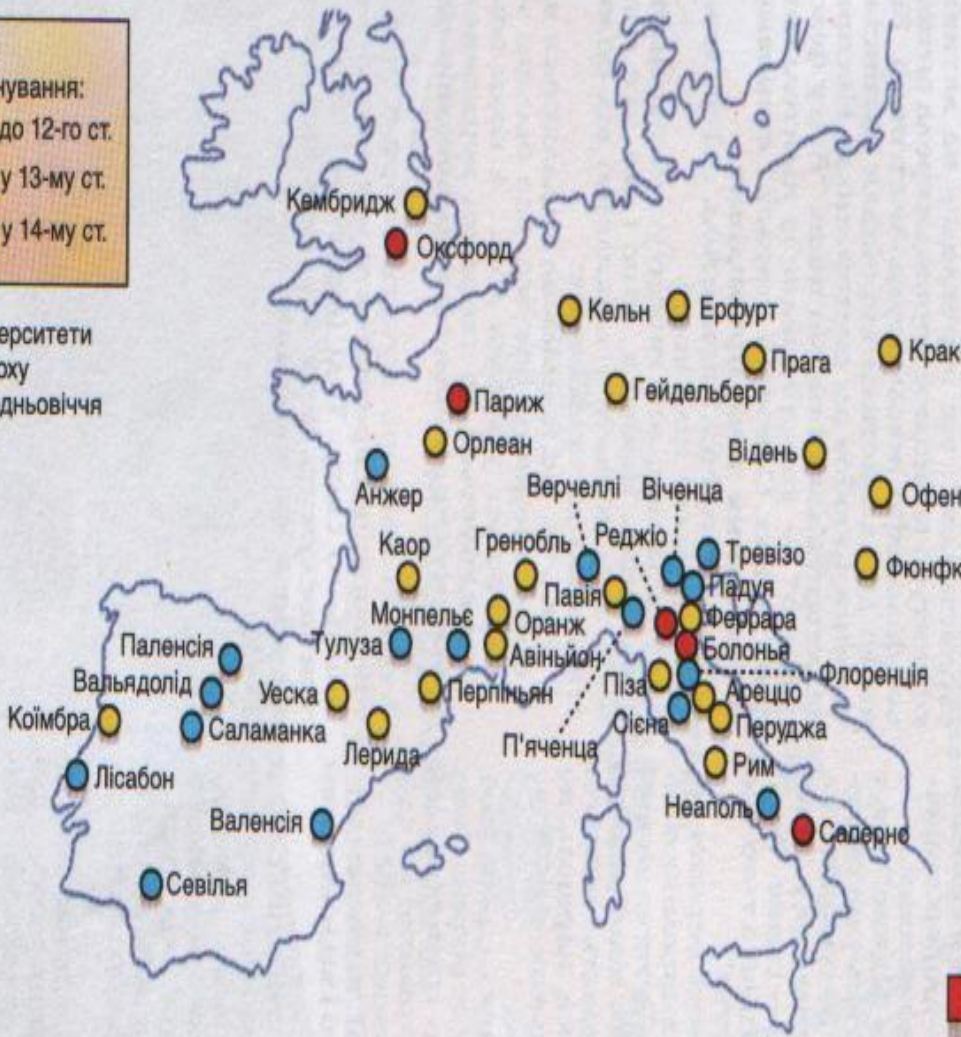 нування:
до 12-го ст.
у 13-му ст.
у 14-му ст.
ерситети
оху
дньовіччя
Кембридж
Оксфорд
Кельн
Ерфурт
Прага
Крак
Гейдельберг
Париж
Орлеан
Відень
Анжер
Верчеллі
Віченца
Офен
Каор
Гренобль
Реджіо
Тревізо
Фюнфк
Павія
Падуя
Монпельє
Оранж
Феррара
Тулуза
Авіньйон
Болонья
Паленсія
Флоренція
Вальядолід
Уеска
Перпіньян
Піза
Ареццо
Коїмбра
Саламанка
Лерида
Сієна
Перуджа
П'яченца
Рим
Лісабон
Неаполь
Валенсія
Салерно
Севілья